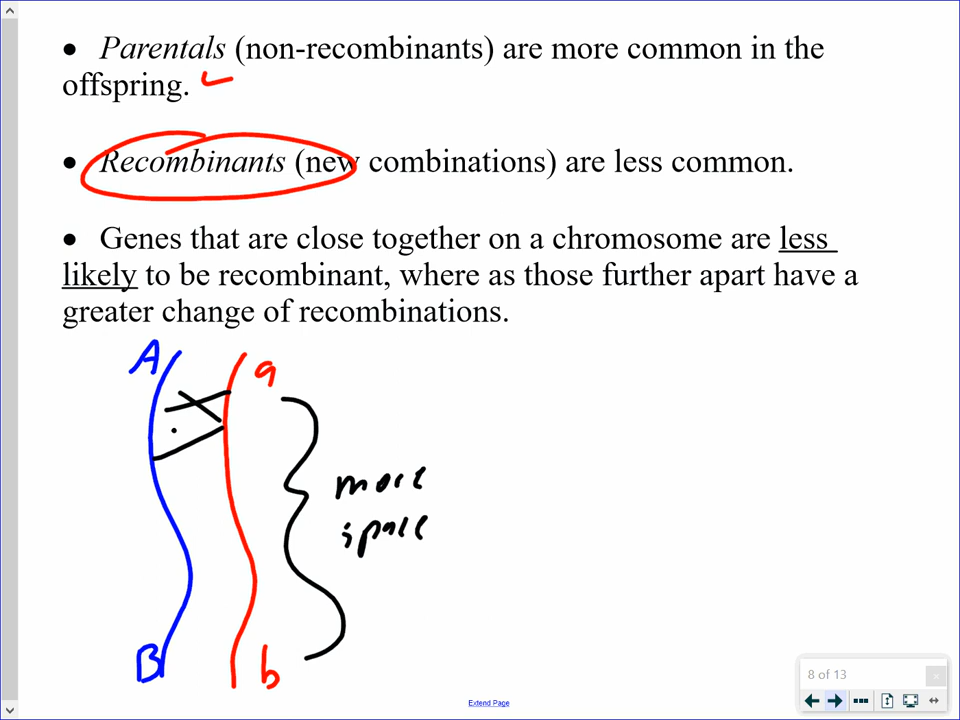 • Parentals (non-recombinants) are more common in the
offspring.
• Recombinants (new combinations) are less common.
• Genes that are close together on a chromosome are less
likely to be recombinant, where as those further apart have a
greater change of recombinations.
A a
more
space
B b
8 of 13
Extend Page